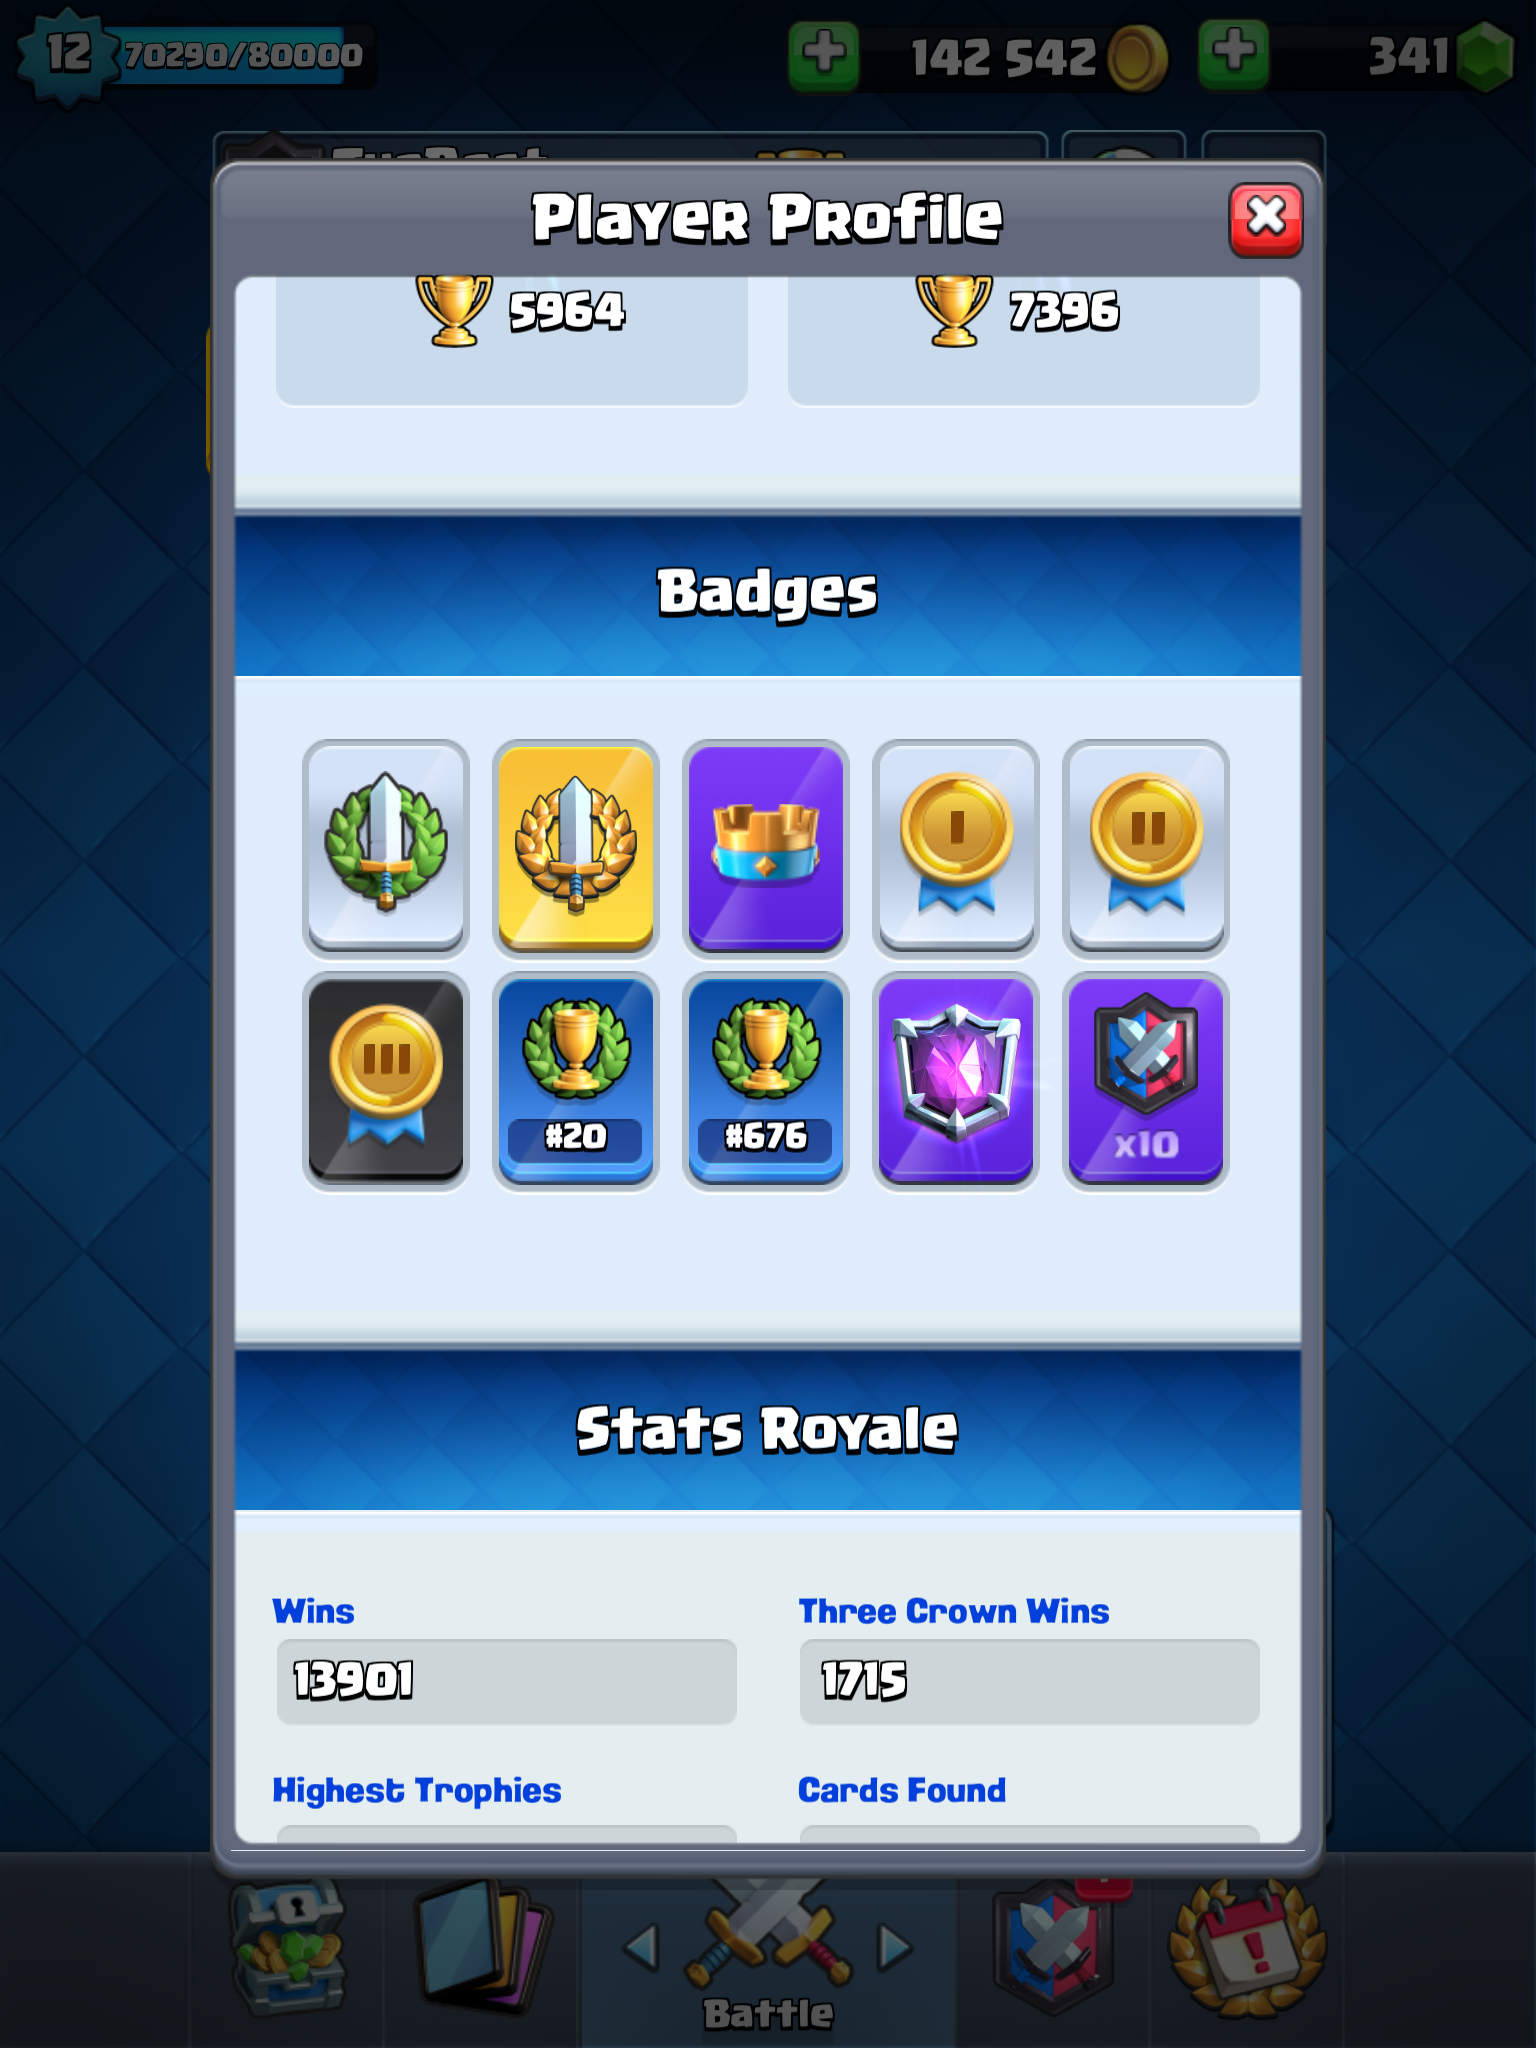 12
70290/80000
142 542
341
Player Profile
5964
7396
Badges
I
II
III
#20
#676
x10
Stats Royale
Wins
Three Crown Wins
13901
1715
Highest Trophies
Cards Found
Battle